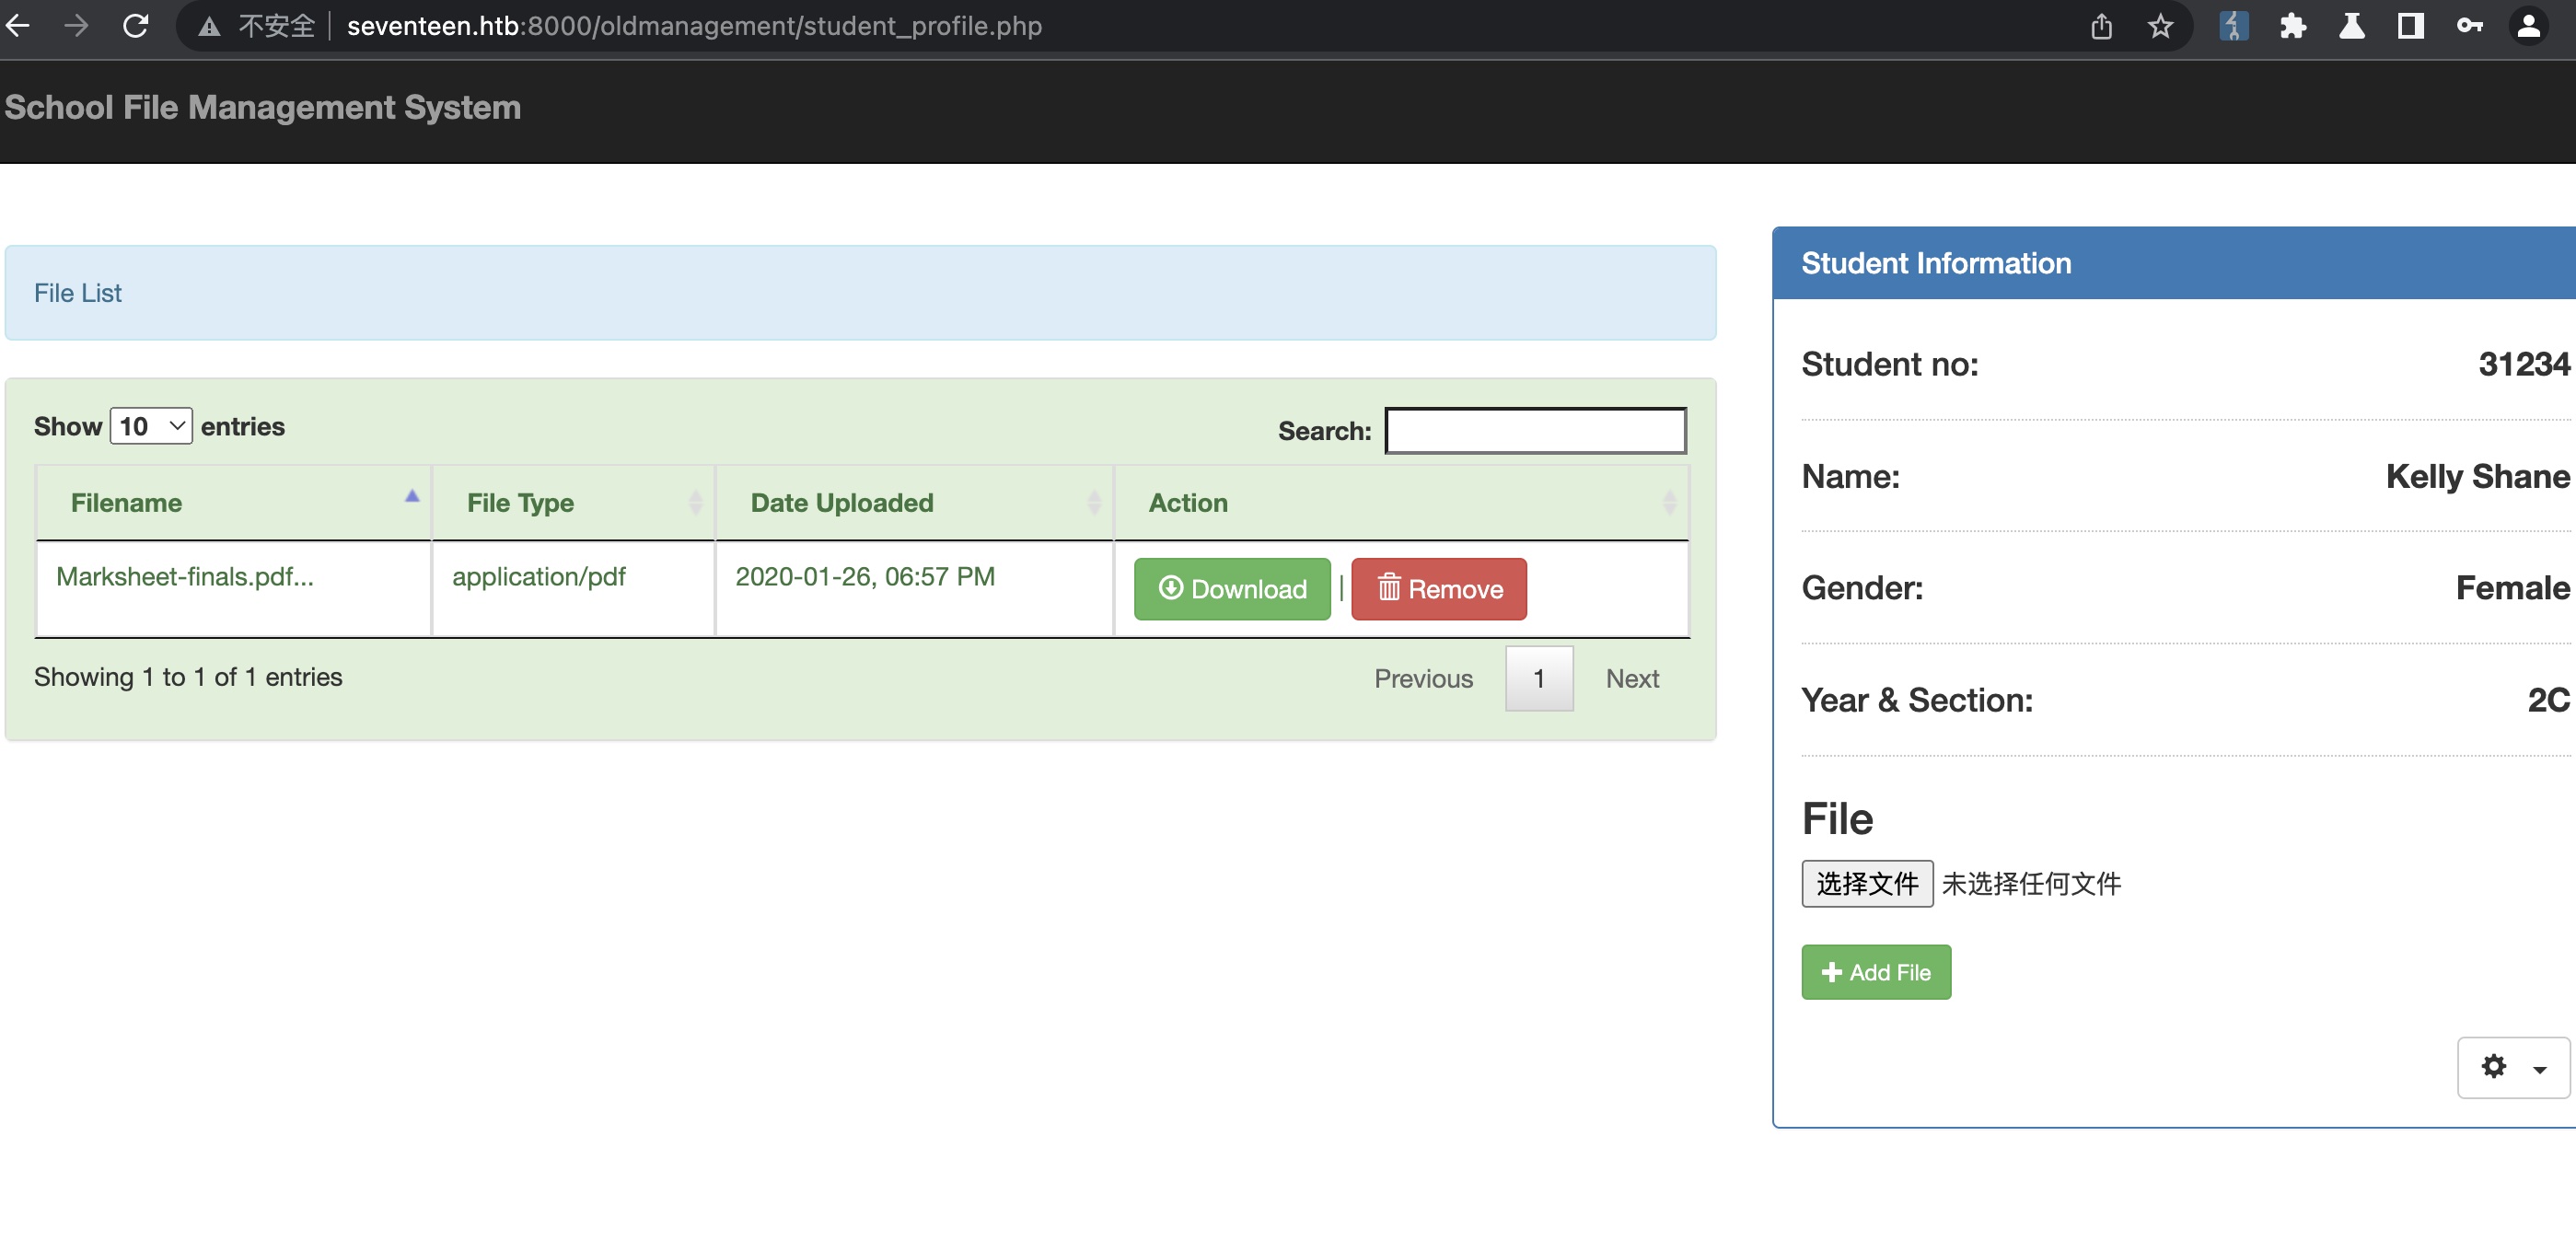 不安全 seventeen.htb:8000/oldmanagement/student_profile.php
School File Management System
File List
Show 10 entries
Search:
Filename File Type Date Uploaded Action
Marksheet-finals.pdf... application/pdf 2020-01-26, 06:57 PM Download | Remove
Showing 1 to 1 of 1 entries
Previous 1 Next
Student Information
Student no: 31234
Name: Kelly Shane
Gender: Female
Year & Section: 2C
File
选择文件 未选择任何文件
Add File